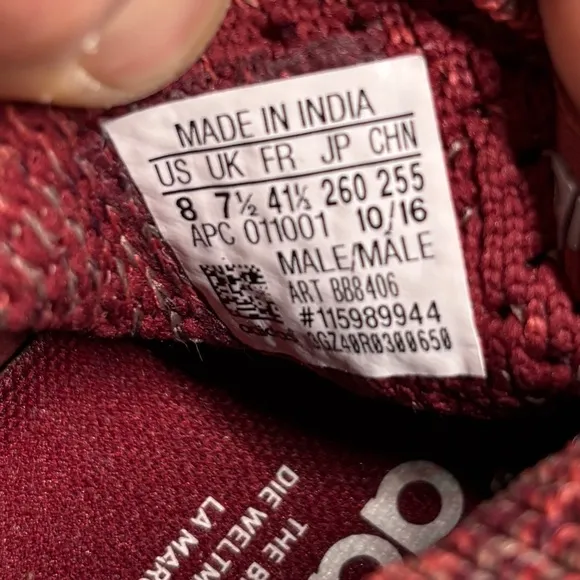 MADE IN INDIA
US UK FR JP CHN
8 7½ 41⅓ 260 255
APC 011001 10/16
MALE/MALE
ART BB8406
#115989944
THE
DIE WELTM
LA MAR